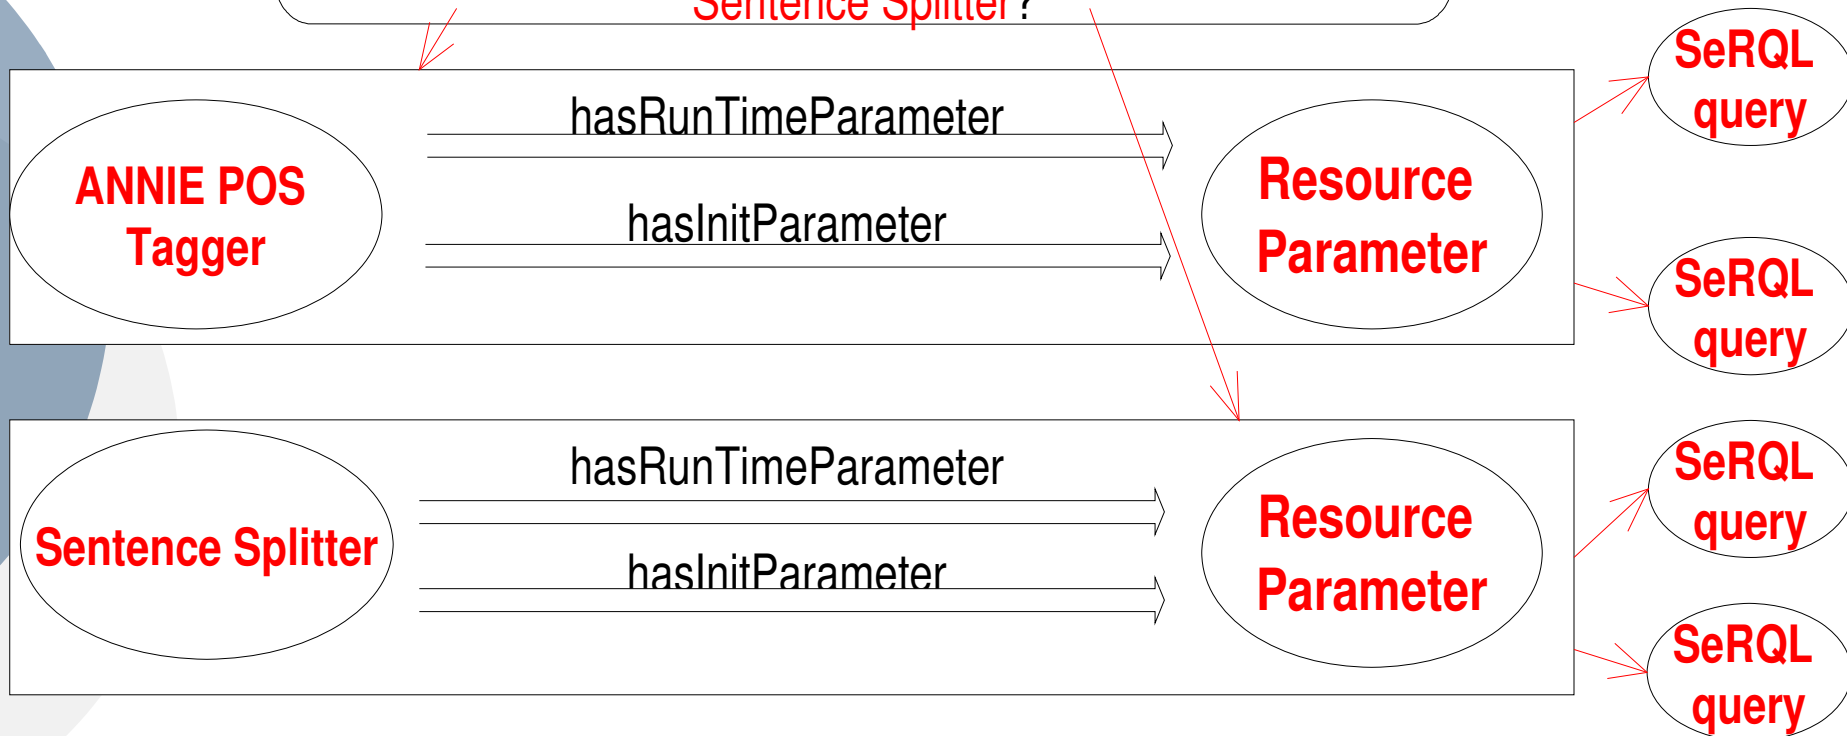 Sentence Splitter?
SeRQL
query
hasRunTimeParameter
ANNIE POS
Tagger
hasInitParameter
Resource
Parameter
SeRQL
query
hasRunTimeParameter
Sentence Splitter
hasInitParameter
Resource
Parameter
SeRQL
query
SeRQL
query